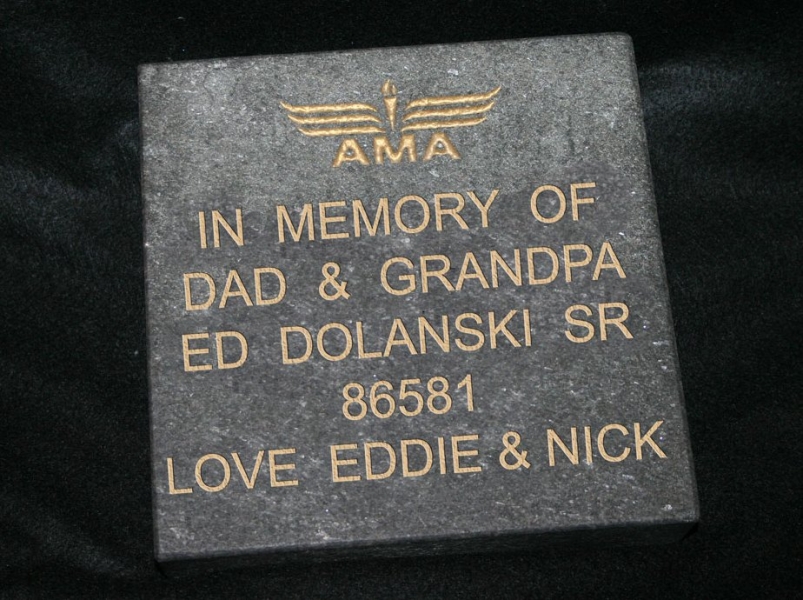 AMA
IN MEMORY OF
DAD & GRANDPA
ED DOLANSKI SR
86581
LOVE EDDIE & NICK